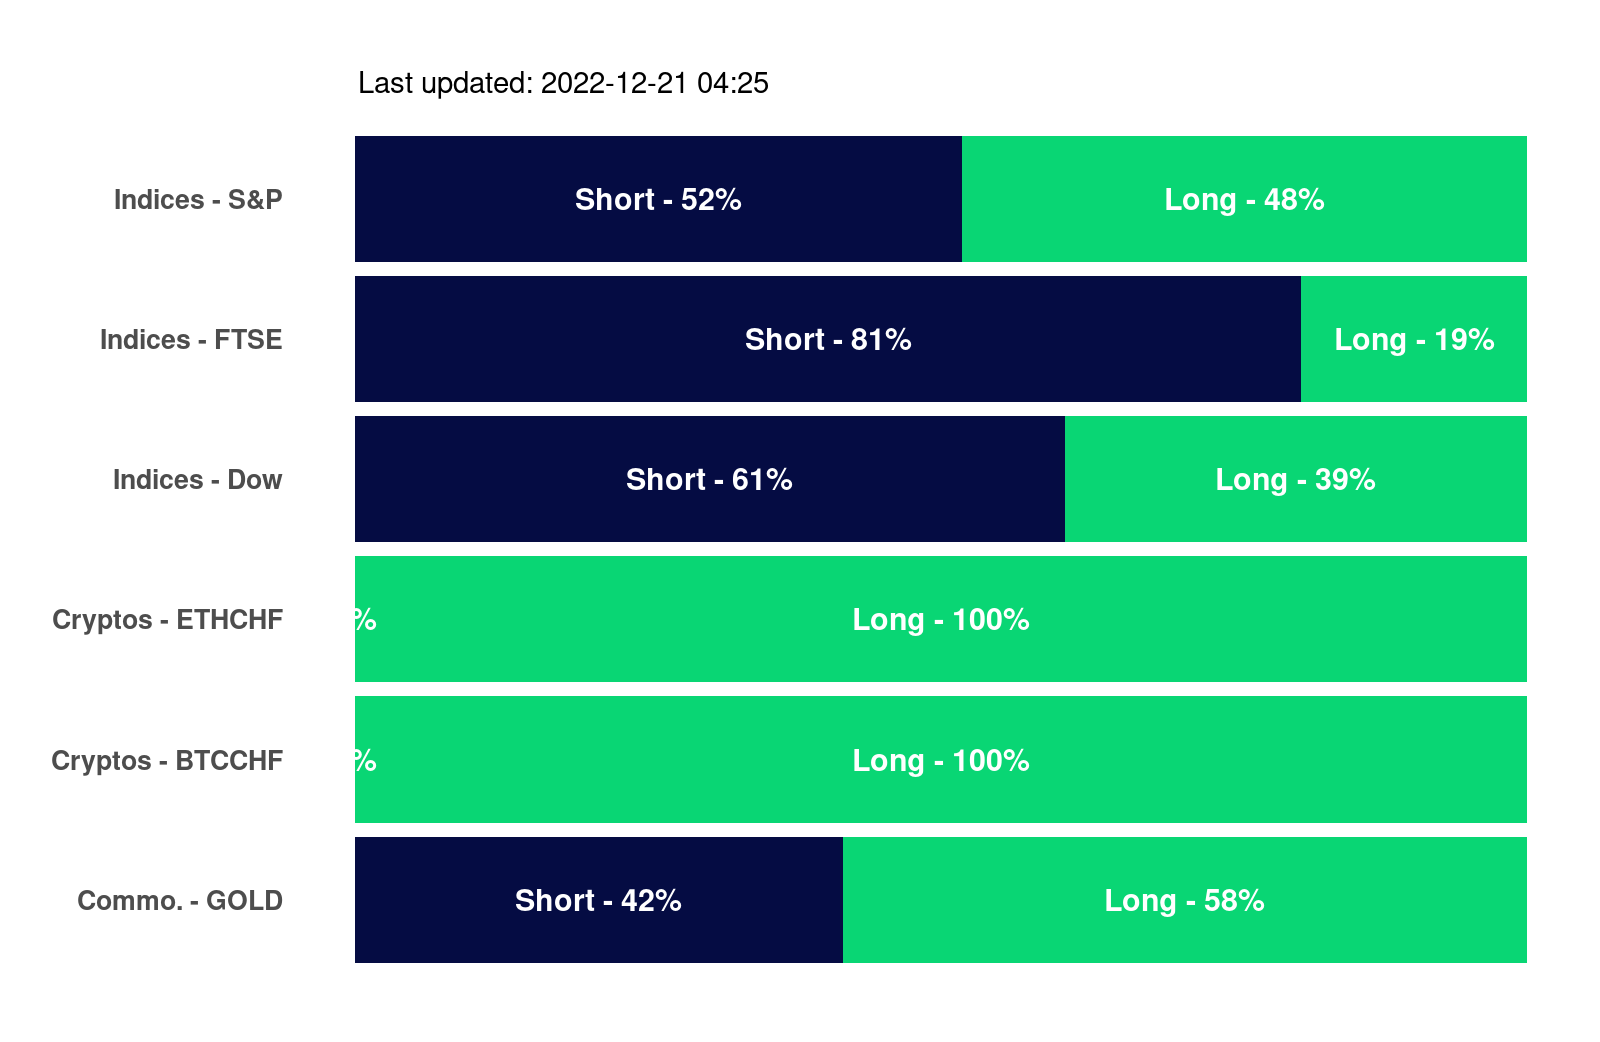 Last updated: 2022-12-21 04:25
Indices - S&P Short - 52% Long - 48%
Indices - FTSE Short - 81% Long - 19%
Indices - Dow Short - 61% Long - 39%
Cryptos - ETHCHF % Long - 100%
Cryptos - BTCCHF % Long - 100%
Commo. - GOLD Short - 42% Long - 58%